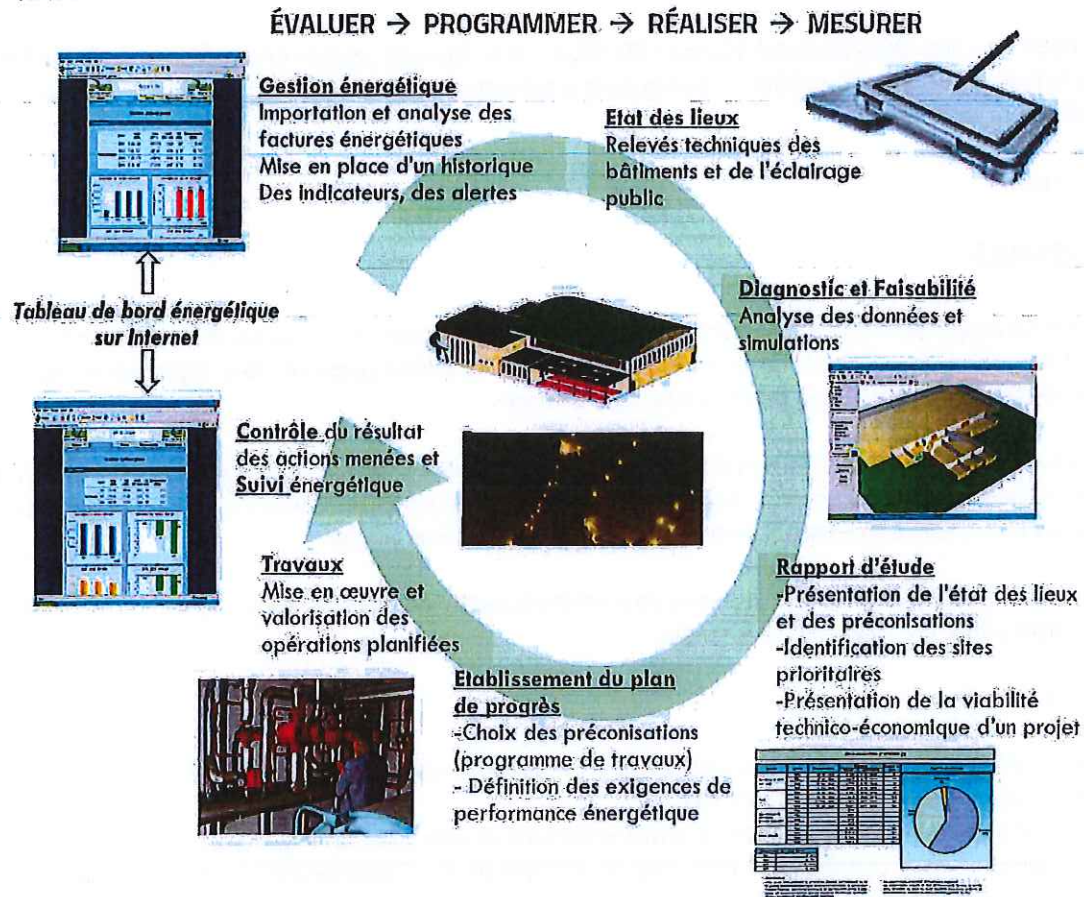 ÉVALUER → PROGRAMMER → RÉALISER → MESURER
Gestion énergétique
Importation et analyse des
factures énergétiques
Mise en place d'un historique
Des indicateurs, des alertes
Etat des lieux
Relevés techniques des
bâtiments et de l'éclairage
public
Diagnostic et Faisabilité
Analyse des données et
simulations
Rapport d'étude
-Présentation de l'état des lieux
et des préconisations
-Identification des sites
prioritaires
-Présentation de la viabilité
technico-économique d'un projet
Etablissement du plan
de progrès
-Choix des préconisations
(programme de travaux)
- Définition des exigences de
performance énergétique
Travaux
Mise en œuvre et
valorisation des
opérations planifiées
Contrôle du résultat
des actions menées et
Suivi énergétique
Tableau de bord énergétique
sur Internet